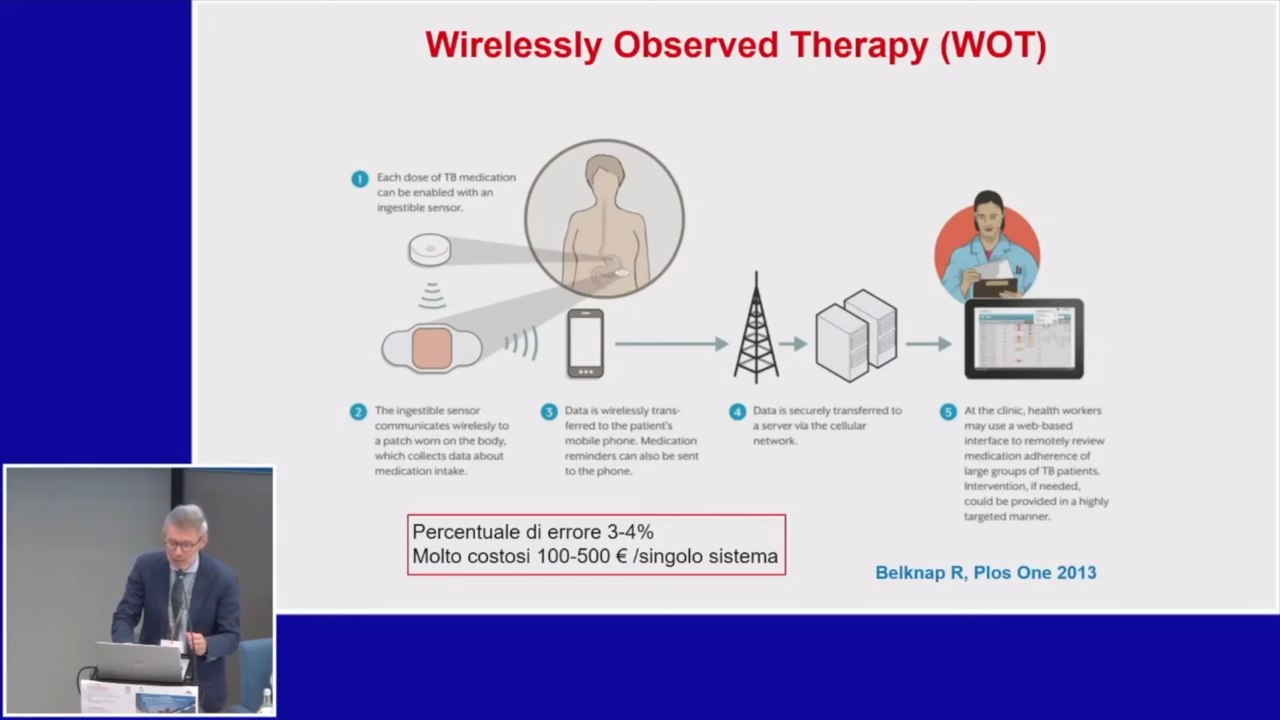 Wirelessly Observed Therapy (WOT)
1 Each dose of TB medication
can be enabled with an
ingestible sensor.
2 The ingestible sensor
communicates wirelesly to
a patch worn on the body,
which collects data about
medication intake.
3 Data is wirelessly trans-
ferred to the patient's
mobile phone. Medication
reminders can also be sent
to the phone.
4 Data is securely transferred to
a server via the cellular
network.
5 At the clinic, health workers
may use a web-based
interface to remotely review
medication adherence of
large groups of TB patients.
Intervention, if needed,
could be provided in a highly
targeted manner.
Percentuale di errore 3-4%
Molto costosi 100-500 € /singolo sistema
Belknap R, Plos One 2013